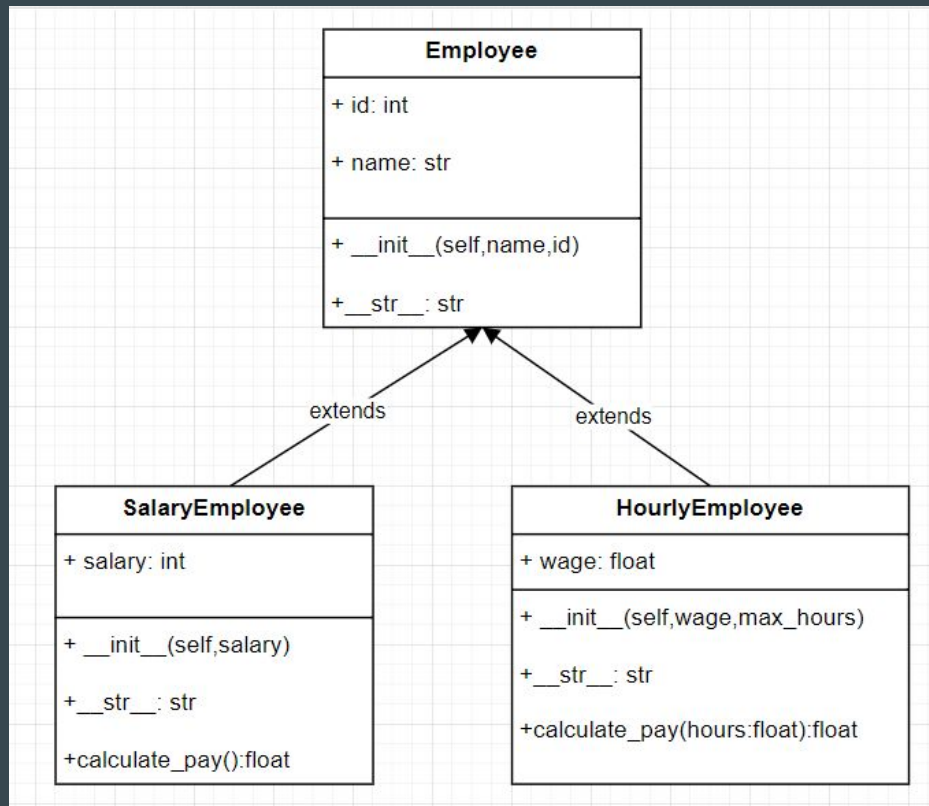 Employee
+ id: int
+ name: str
+ __init__(self,name,id)
+__str__: str
extends
extends
SalaryEmployee
+ salary: int
+ __init__(self,salary)
+__str__: str
+calculate_pay():float
HourlyEmployee
+ wage: float
+ __init__(self,wage,max_hours)
+__str__: str
+calculate_pay(hours:float):float